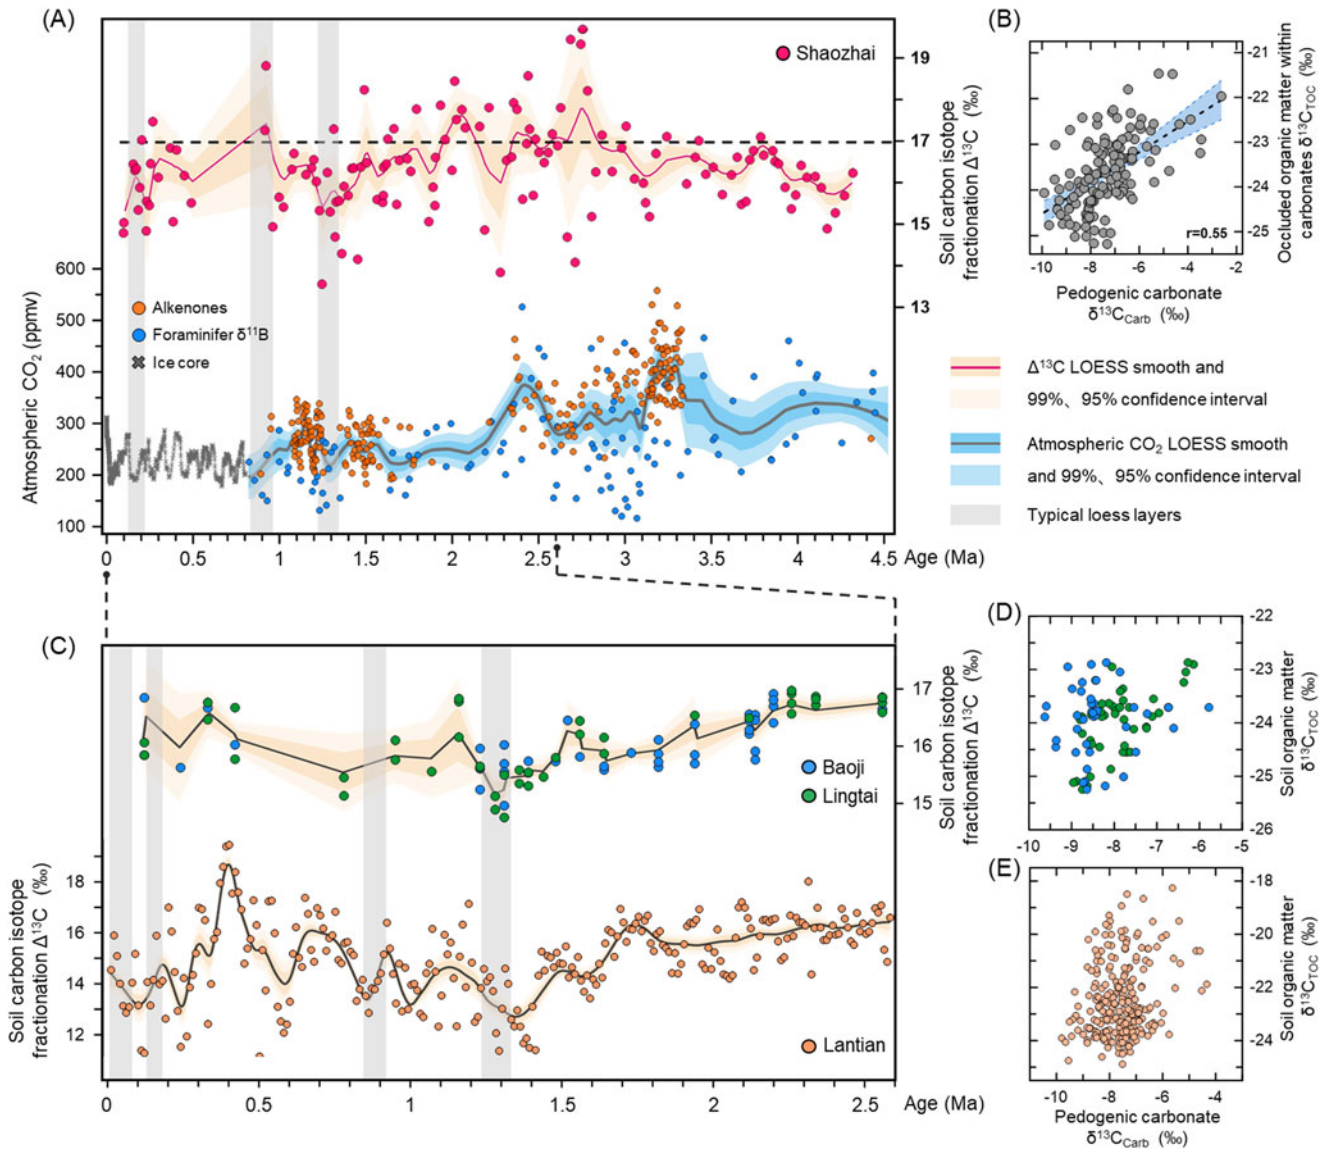 (A)
Shaozhai
19
17
15
13
Soil carbon isotope
fractionation Δ¹³C (‰)
600
500
400
300
200
100
Atmospheric CO₂ (ppmv)
Alkenones
Foraminifer δ¹¹B
Ice core
0
0.5
1
1.5
2
2.5
3
3.5
4
4.5
Age (Ma)
(B)
-21
-22
-23
-24
-25
Occluded organic matter within
carbonates δ¹³C_TOC (‰)
r=0.55
-10
-8
-6
-4
-2
Pedogenic carbonate
δ¹³C_Carb (‰)
Δ¹³C LOESS smooth and
99%、95% confidence interval
Atmospheric CO₂ LOESS smooth
and 99%、95% confidence interval
Typical loess layers
(C)
17
16
15
Soil carbon isotope
fractionation Δ¹³C (‰)
Baoji
Lingtai
18
16
14
12
Soil carbon isotope
fractionation Δ¹³C (‰)
Lantian
0
0.5
1
1.5
2
2.5
Age (Ma)
(D)
-22
-23
-24
-25
-26
Soil organic matter
δ¹³C_TOC (‰)
-10
-9
-8
-7
-6
-5
(E)
-18
-20
-22
-24
Soil organic matter
δ¹³C_TOC (‰)
-10
-8
-6
-4
Pedogenic carbonate
δ¹³C_Carb (‰)